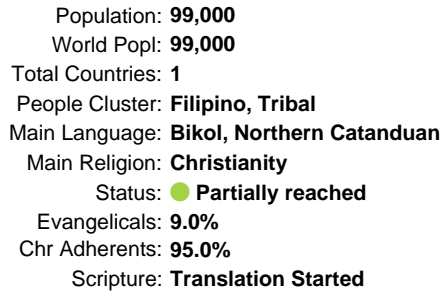 Population: 99,000
World Popl: 99,000
Total Countries: 1
People Cluster: Filipino, Tribal
Main Language: Bikol, Northern Catanduan
Main Religion: Christianity
Status: Partially reached
Evangelicals: 9.0%
Chr Adherents: 95.0%
Scripture: Translation Started